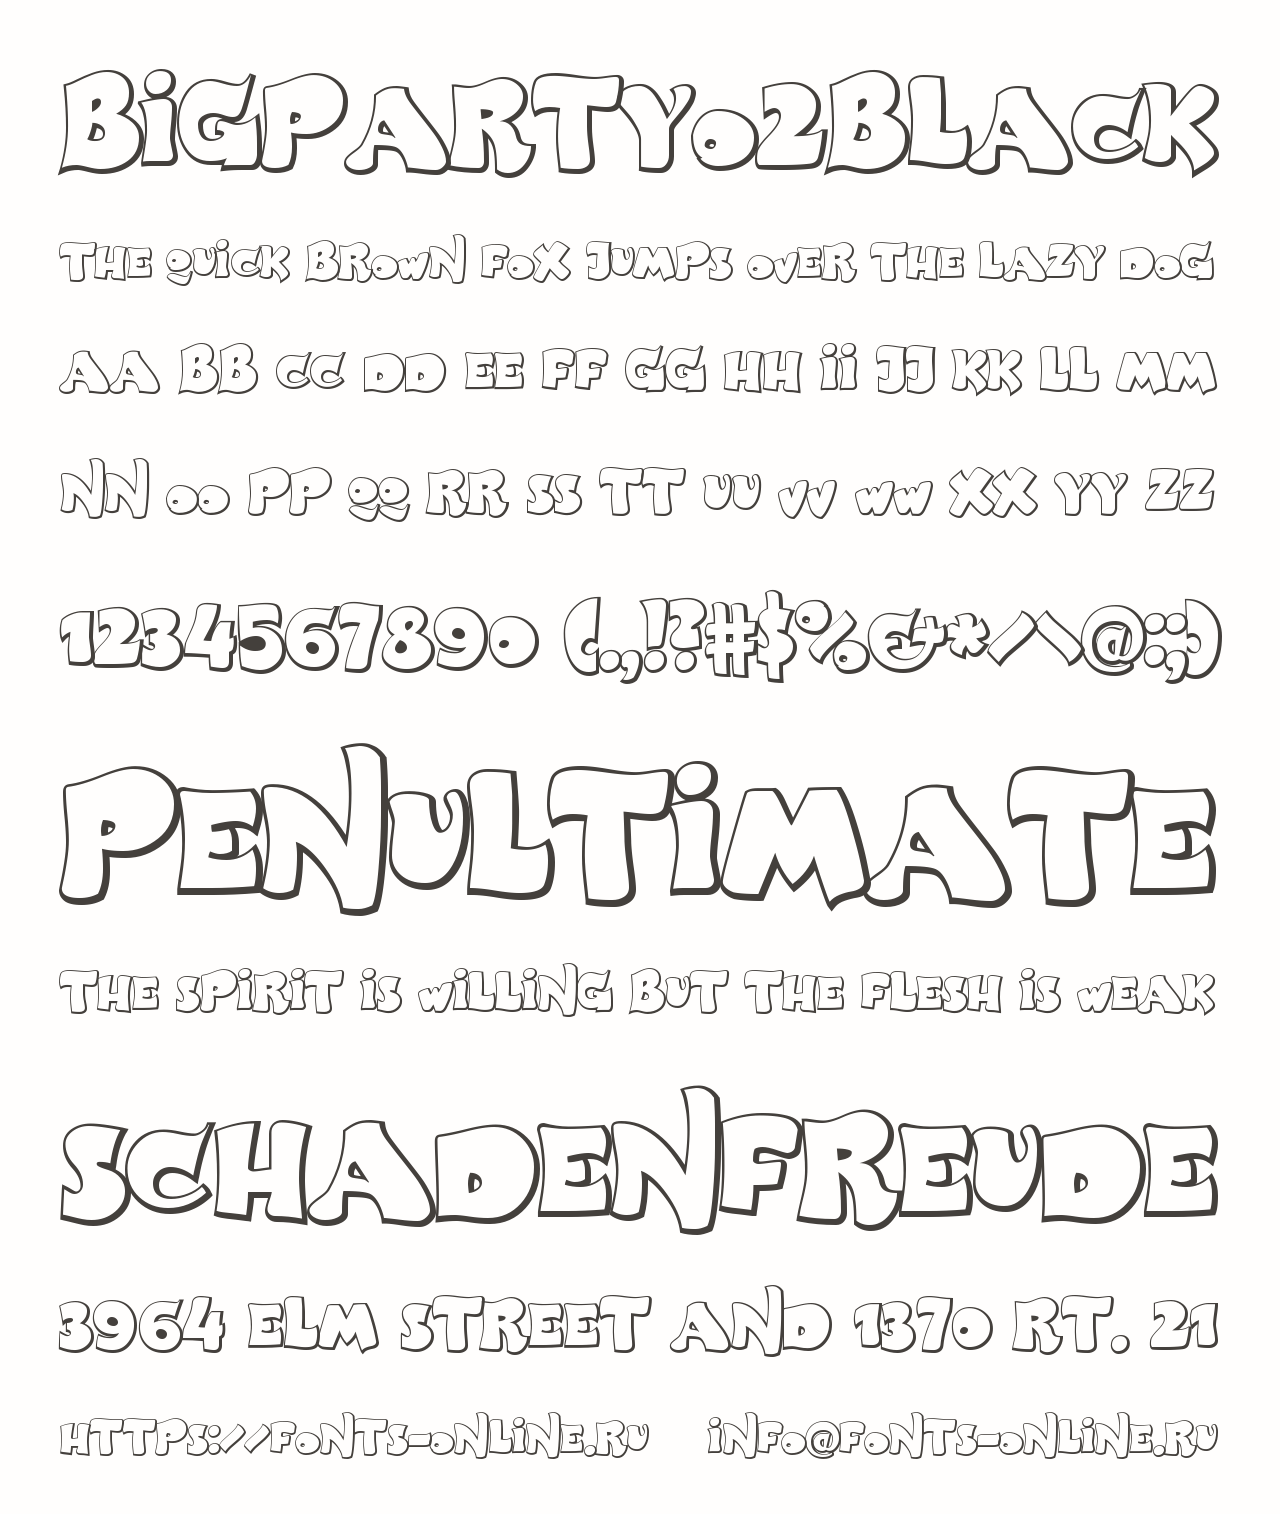 BiGPARTYo2BLACK
THE QUiCK BROWN FOX JUMPS OVER THE LAZY DOG
AA BB CC DD EE FF GG HH ii JJ KK LL MM
NN OO PP QQ RR SS TT UU VV WW XX YY ZZ
1234567890 (.,!?#$%&+*/\@:;)
PENULTiMATE
THE SPiRiT iS WiLLiNG BUT THE FLESH iS WEAK
SCHADENFREUDE
3964 ELM STREET AND 1370 RT. 21
HTTPS://FONTS-ONLiNE.RU iNFO@FONTS-ONLiNE.RU